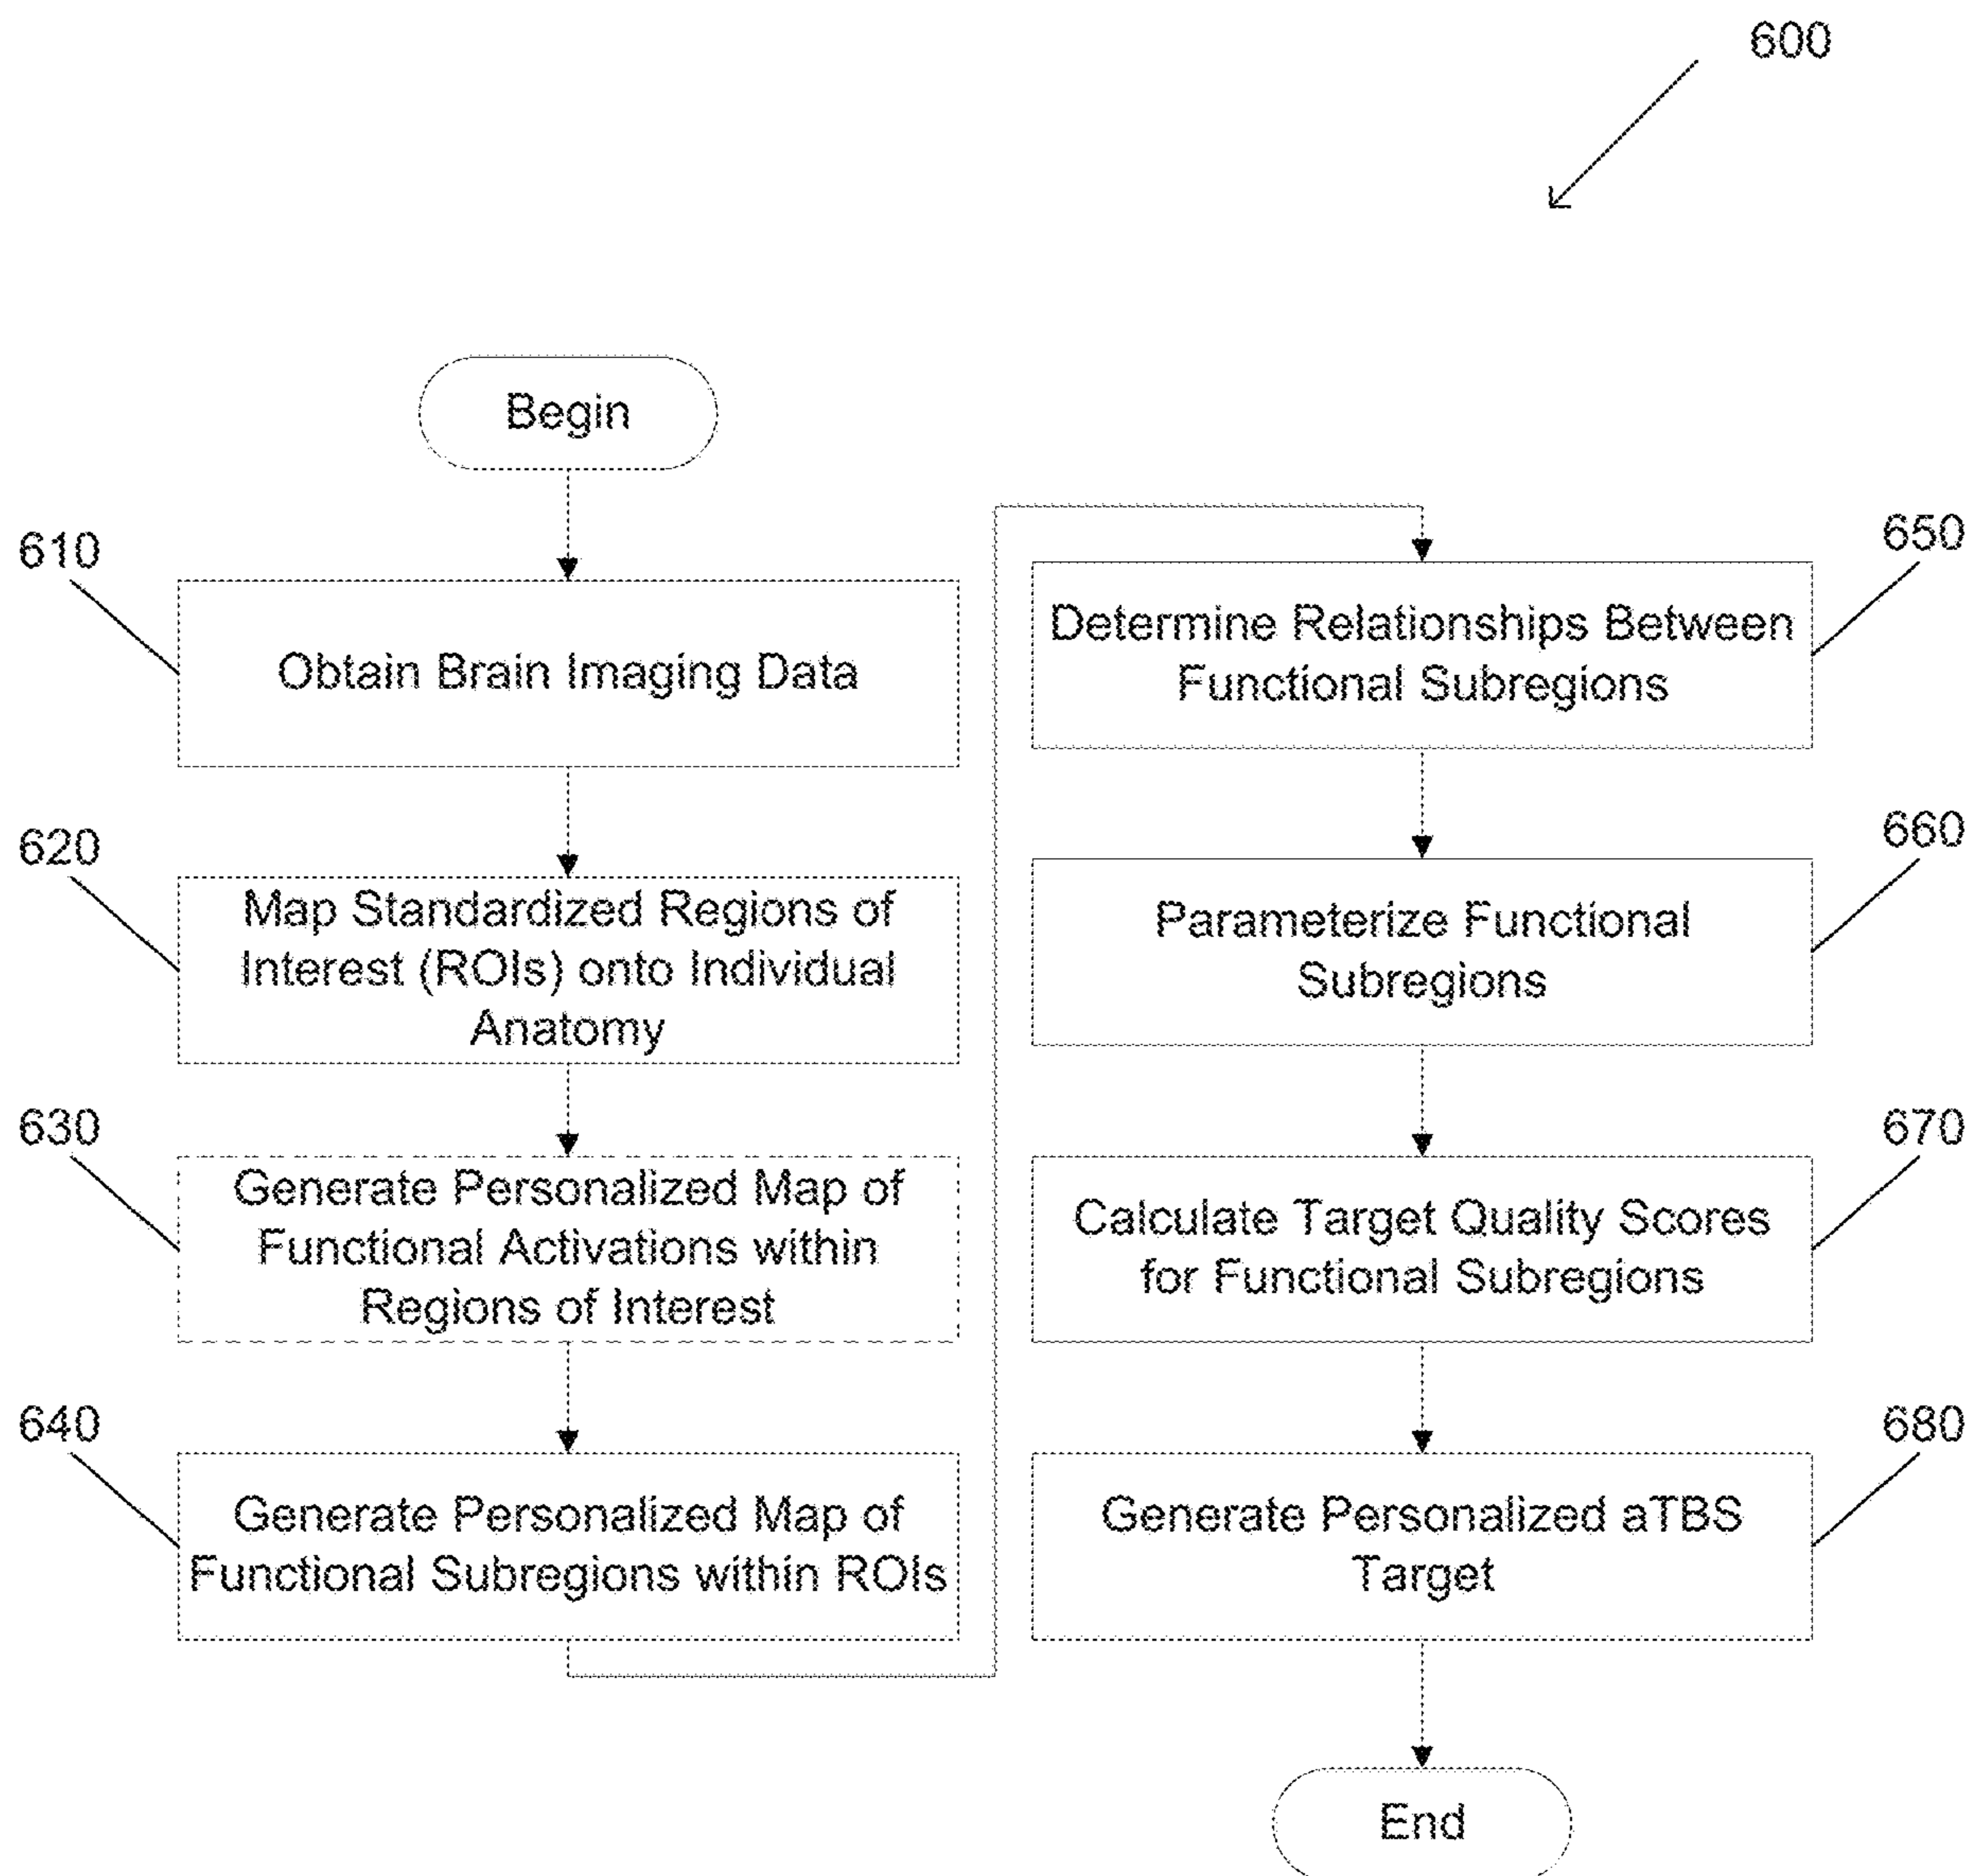 600
Begin
610
Obtain Brain Imaging Data
620
Map Standardized Regions of
Interest (ROIs) onto Individual
Anatomy
630
Generate Personalized Map of
Functional Activations within
Regions of Interest
640
Generate Personalized Map of
Functional Subregions within ROIs
650
Determine Relationships Between
Functional Subregions
660
Parameterize Functional
Subregions
670
Calculate Target Quality Scores
for Functional Subregions
680
Generate Personalized aTBS
Target
End